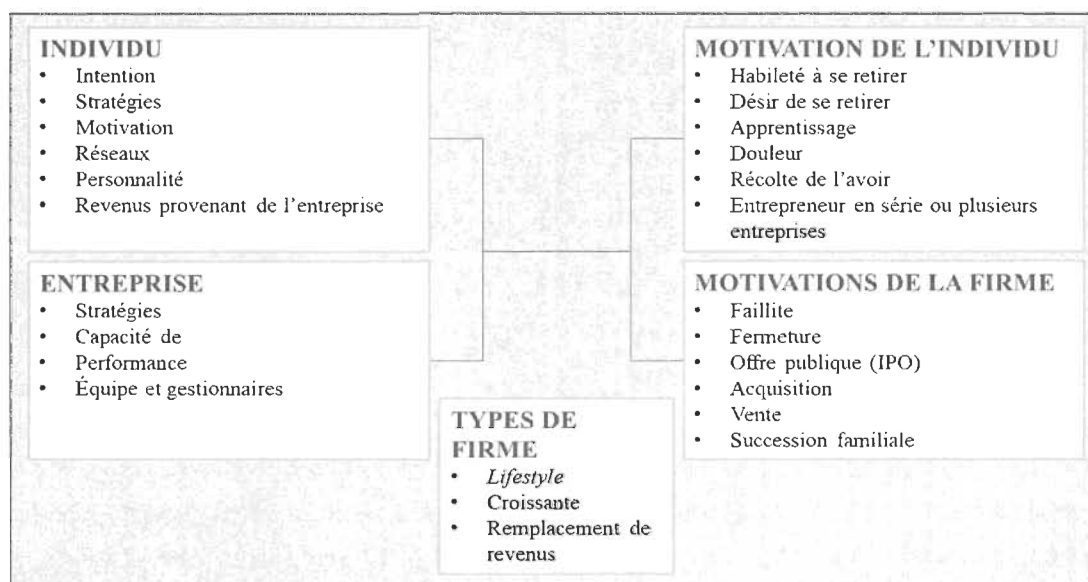 INDIVIDU
• Intention
• Stratégies
• Motivation
• Réseaux
• Personnalité
• Revenus provenant de l'entreprise
MOTIVATION DE L'INDIVIDU
• Habileté à se retirer
• Désir de se retirer
• Apprentissage
• Douleur
• Récolte de l'avoir
• Entrepreneur en série ou plusieurs
entreprises
ENTREPRISE
• Stratégies
• Capacité de
• Performance
• Équipe et gestionnaires
MOTIVATIONS DE LA FIRME
• Faillite
• Fermeture
• Offre publique (IPO)
• Acquisition
• Vente
• Succession familiale
TYPES DE
FIRME
• Lifestyle
• Croissante
• Remplacement de
revenus